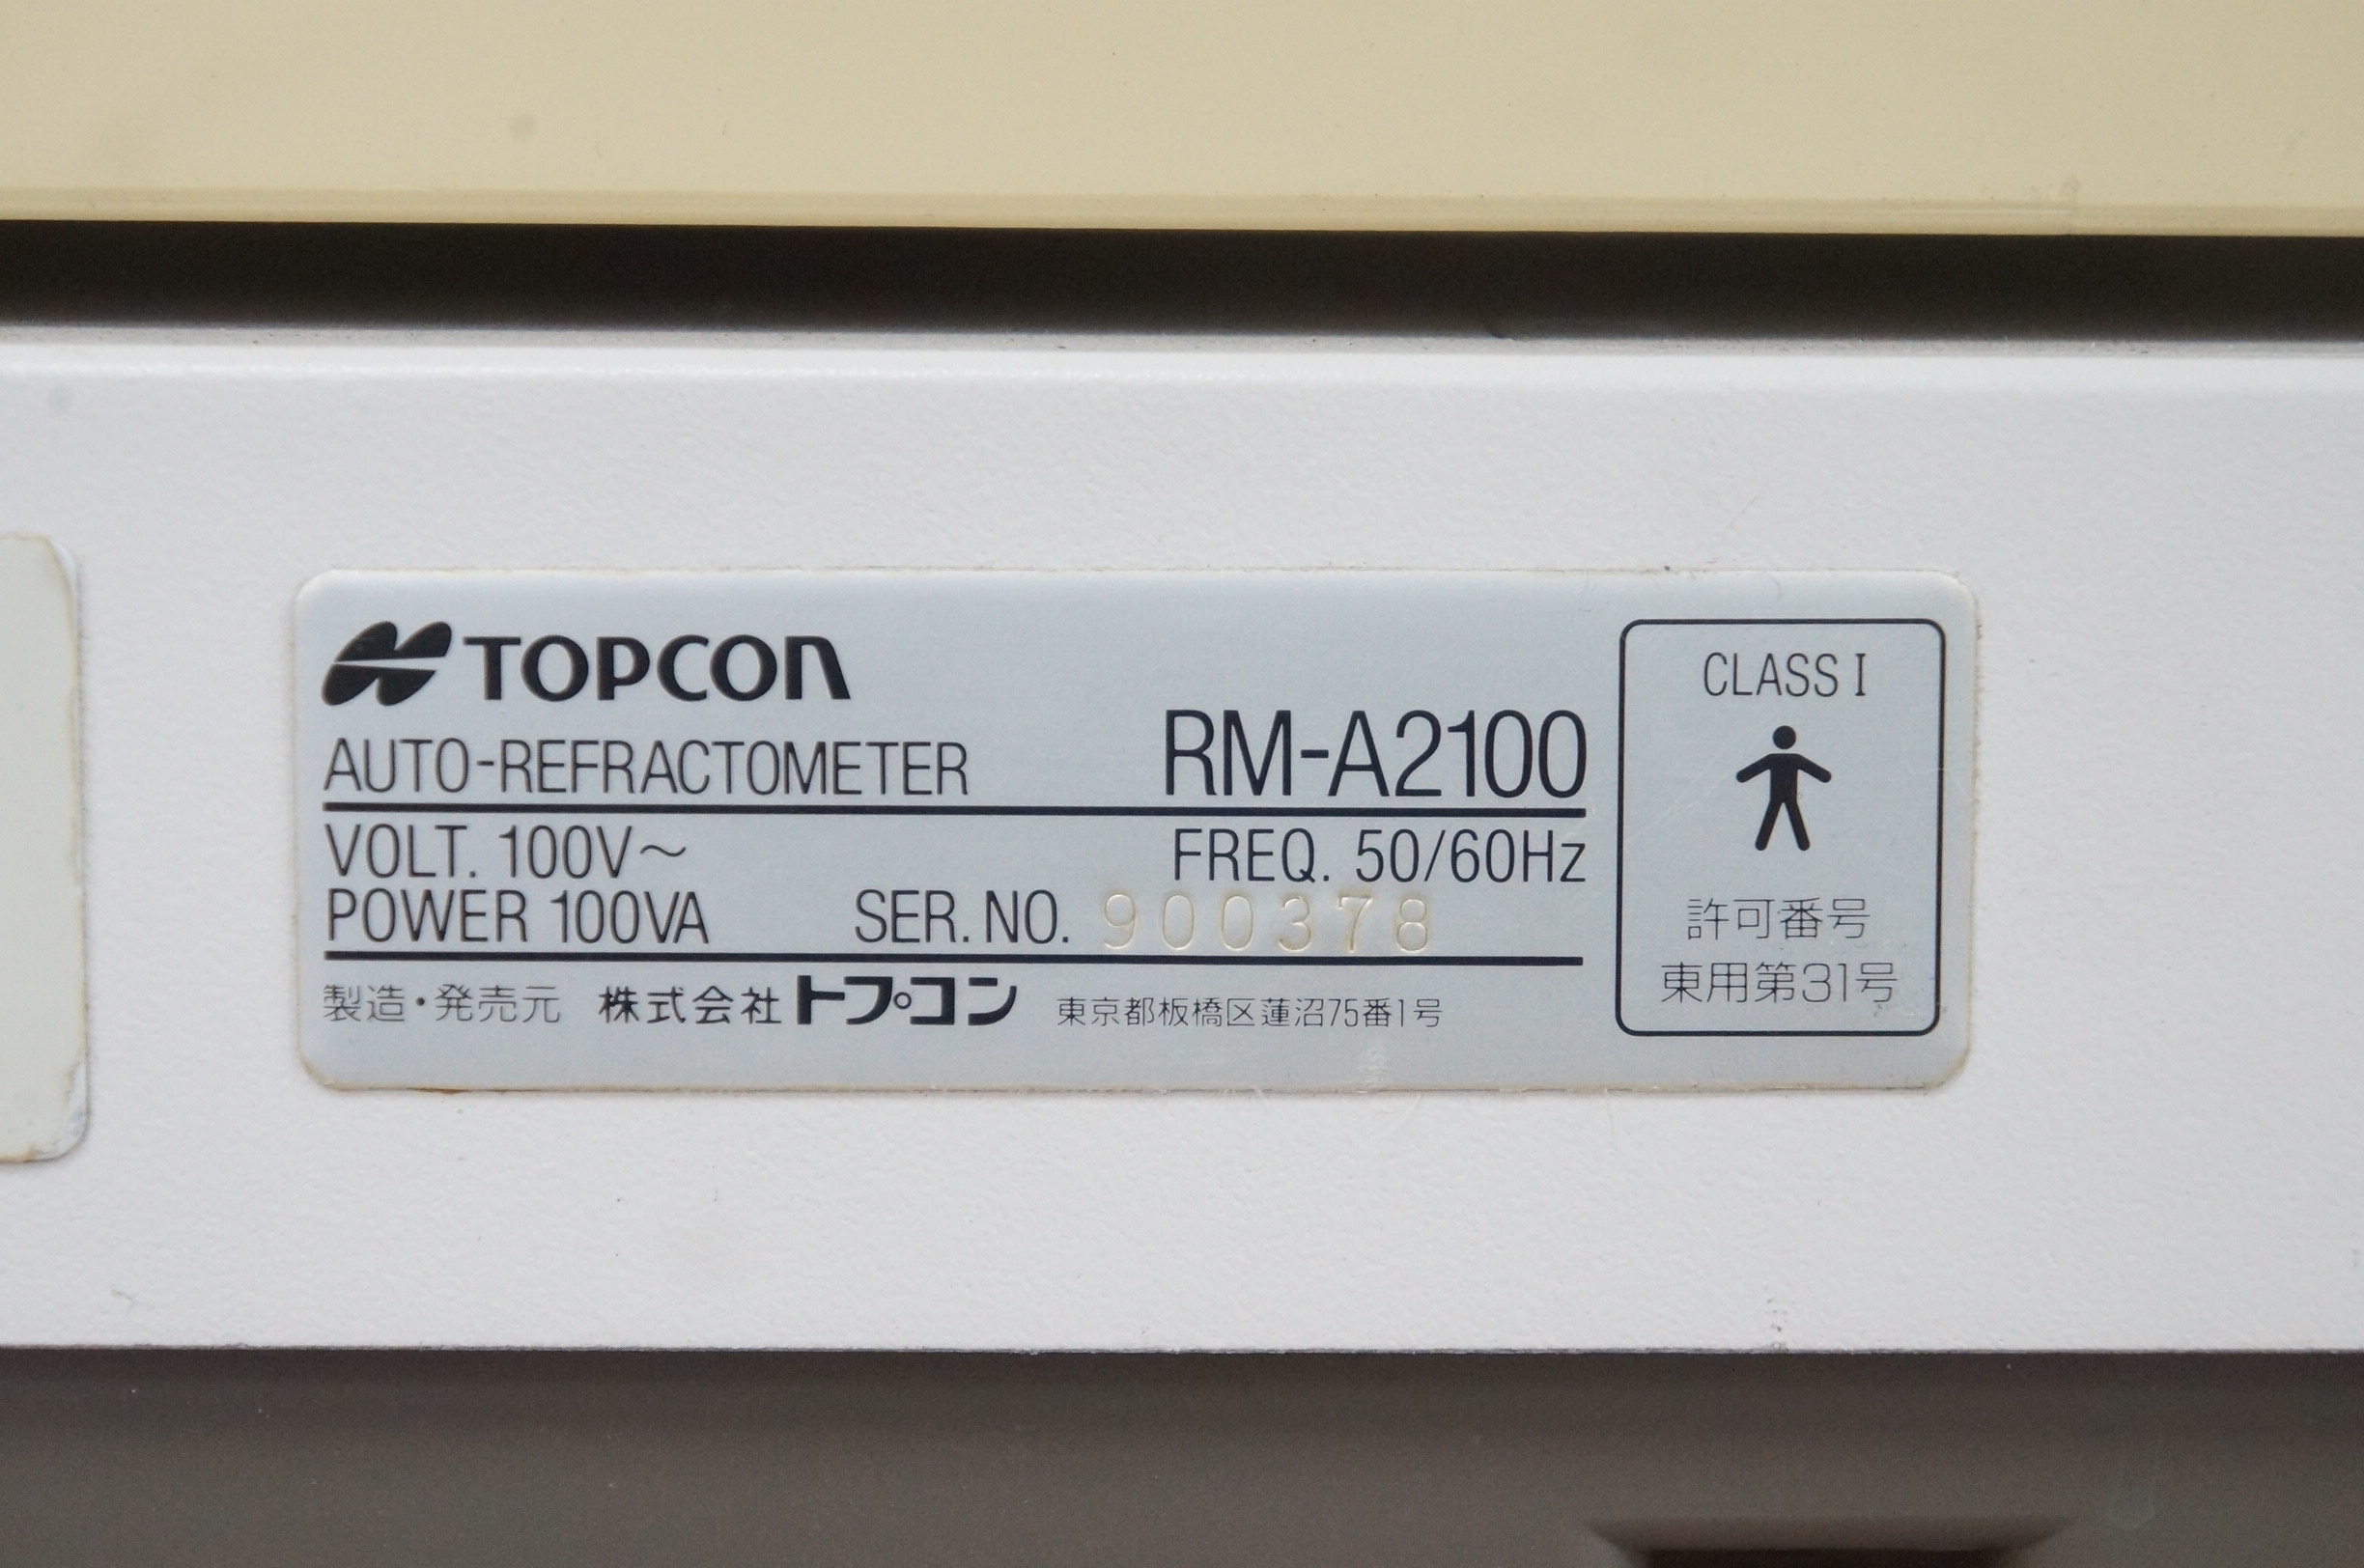 TOPCON
AUTO-REFRACTOMETER RM-A2100
VOLT. 100V～ FREQ. 50/60Hz
POWER 100VA SER. NO. 900378
製造・発売元 株式会社トプコン 東京都板橋区蓮沼75番1号
CLASS I
許可番号
東用第31号